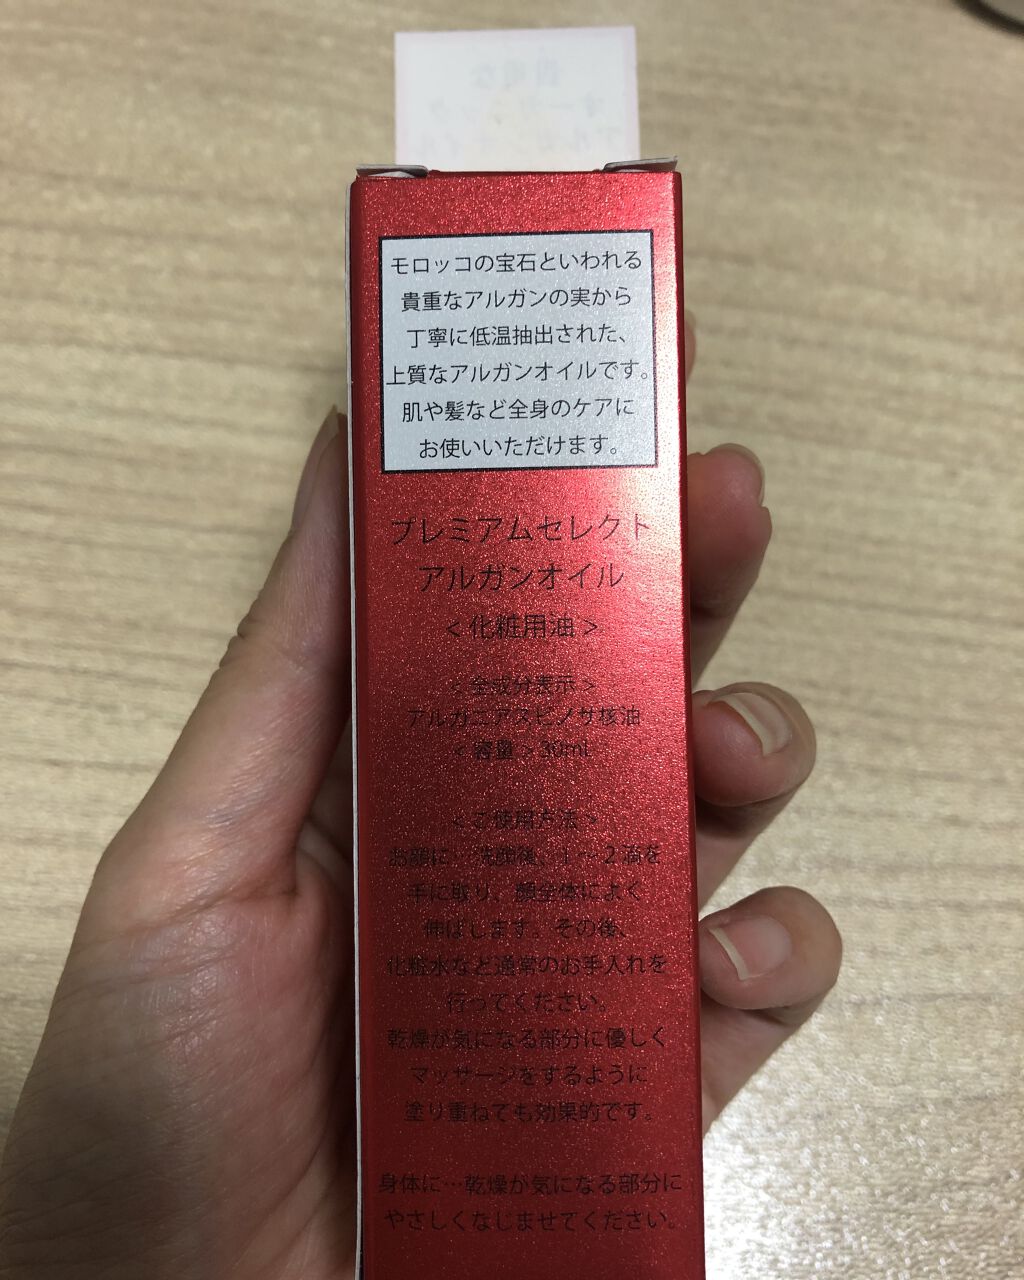 モロッコの宝石といわれる
貴重なアルガンの実から
丁寧に低温抽出された、
上質なアルガンオイルです。
肌や髪など全身のケアに
お使いいただけます。
プレミアムセレクト
アルガンオイル
<化粧用油>
<全成分表示>
アルガニアスピノサ核油
<容量>30mL
<ご使用方法>
お顔に…洗顔後、1～2滴を
手に取り、顔全体によく
伸ばします。その後、
化粧水など通常のお手入れを
行ってください。
乾燥が気になる部分に優しく
マッサージをするように
塗り重ねても効果的です。
身体に…乾燥が気になる部分に
やさしくなじませてください。